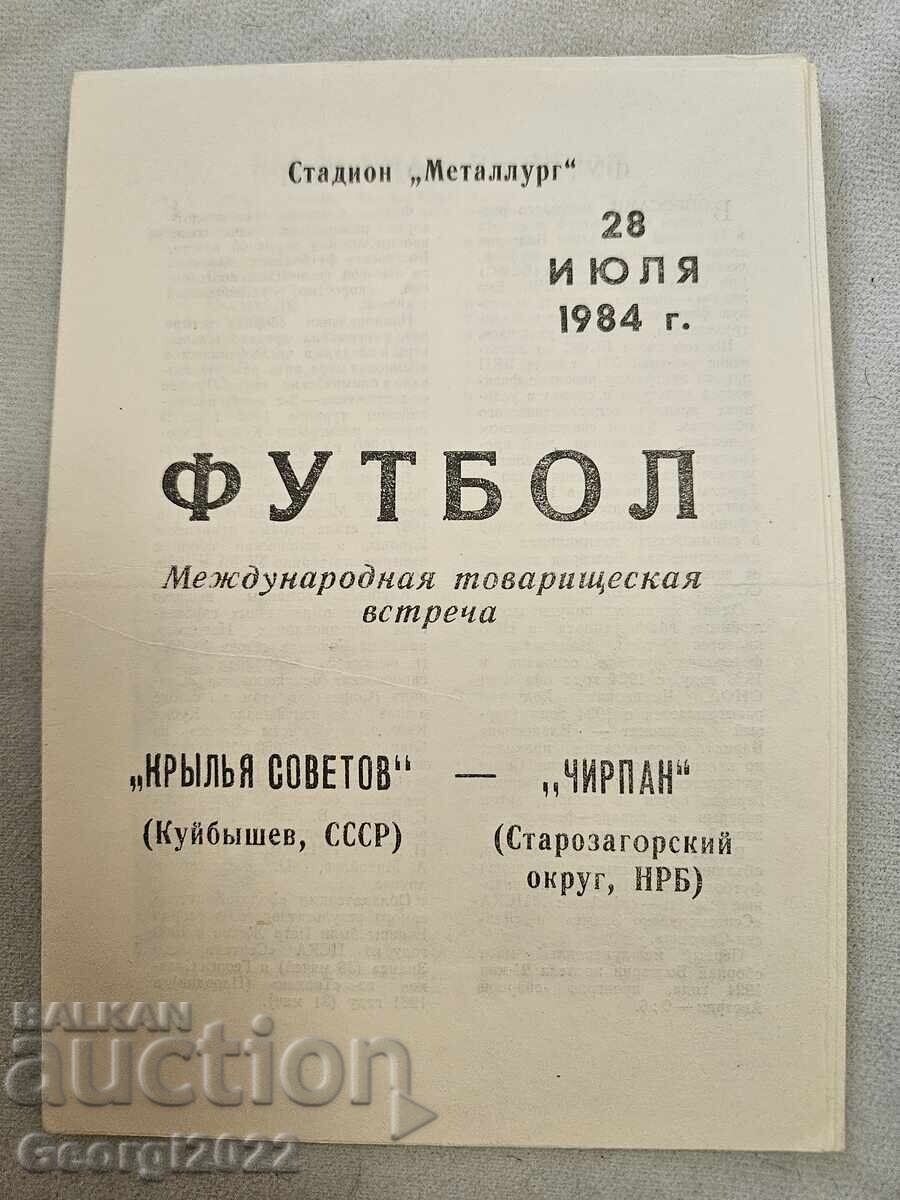 Стадион „Металлург“
28
ИЮЛЯ
1984 г.
ФУТБОЛ
Международная товарищеская
встреча
„КРЫЛЬЯ СОВЕТОВ“ — „ЧИРПАН“
(Куйбышев, СССР) (Старозагорский
округ, НРБ)
BALKAN
auction
Georgi2022